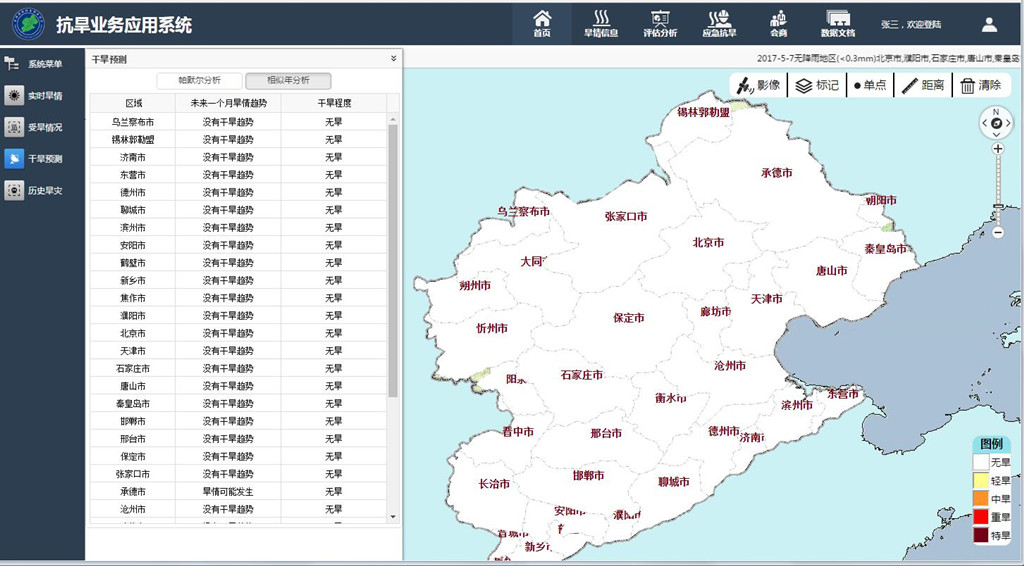 抗旱业务应用系统
首页 旱情信息 评估分析 应急抗旱 会商 数据文档 张三，欢迎登陆
系统菜单
实时旱情
受旱情况
干旱预测
历史旱灾
干旱预测
帕默尔分析 相似年分析
区域 未来一个月旱情趋势 干旱程度
乌兰察布市 没有干旱趋势 无旱
锡林郭勒盟 没有干旱趋势 无旱
济南市 没有干旱趋势 无旱
东营市 没有干旱趋势 无旱
德州市 没有干旱趋势 无旱
聊城市 没有干旱趋势 无旱
滨州市 没有干旱趋势 无旱
安阳市 没有干旱趋势 无旱
鹤壁市 没有干旱趋势 无旱
新乡市 没有干旱趋势 无旱
焦作市 没有干旱趋势 无旱
濮阳市 没有干旱趋势 无旱
北京市 没有干旱趋势 无旱
天津市 没有干旱趋势 无旱
石家庄市 没有干旱趋势 无旱
唐山市 没有干旱趋势 无旱
秦皇岛市 没有干旱趋势 无旱
邯郸市 没有干旱趋势 无旱
邢台市 没有干旱趋势 无旱
保定市 没有干旱趋势 无旱
张家口市 没有干旱趋势 无旱
承德市 旱情可能发生 无旱
沧州市 没有干旱趋势 无旱
2017-5-7无降雨地区(<0.3mm)北京市,濮阳市,石家庄市,唐山市,秦皇岛
影像 标记 单点 距离 清除
N
锡林郭勒盟
承德市
朝阳市
乌兰察布市
张家口市
北京市
秦皇岛市
大同
唐山市
朔州市
天津市
廊坊市
保定市
忻州市
沧州市
石家庄市
阳
衡水市
东营市
滨州市
晋中市
邢台市
德州市
济南
邯郸市
长治市
聊城市
安阳
濮阳
新乡
图例
无旱
轻旱
中旱
重旱
特旱